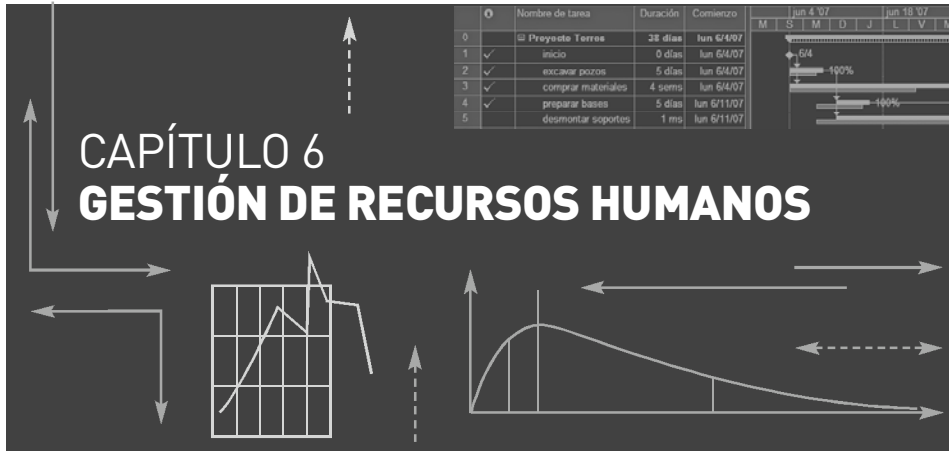 Nombre de tarea Duración Comienzo jun 4 '07 jun 18 '07
M S M D J L V M
0 Proyecto Torres 38 días lun 6/4/07
1 inicio 0 días lun 6/4/07 6/4
2 excavar pozos 5 días lun 6/4/07 100%
3 comprar materiales 4 sems lun 6/4/07
4 preparar bases 5 días lun 6/11/07 100%
5 desmontar soportes 1 ms lun 6/11/07
CAPÍTULO 6
GESTIÓN DE RECURSOS HUMANOS